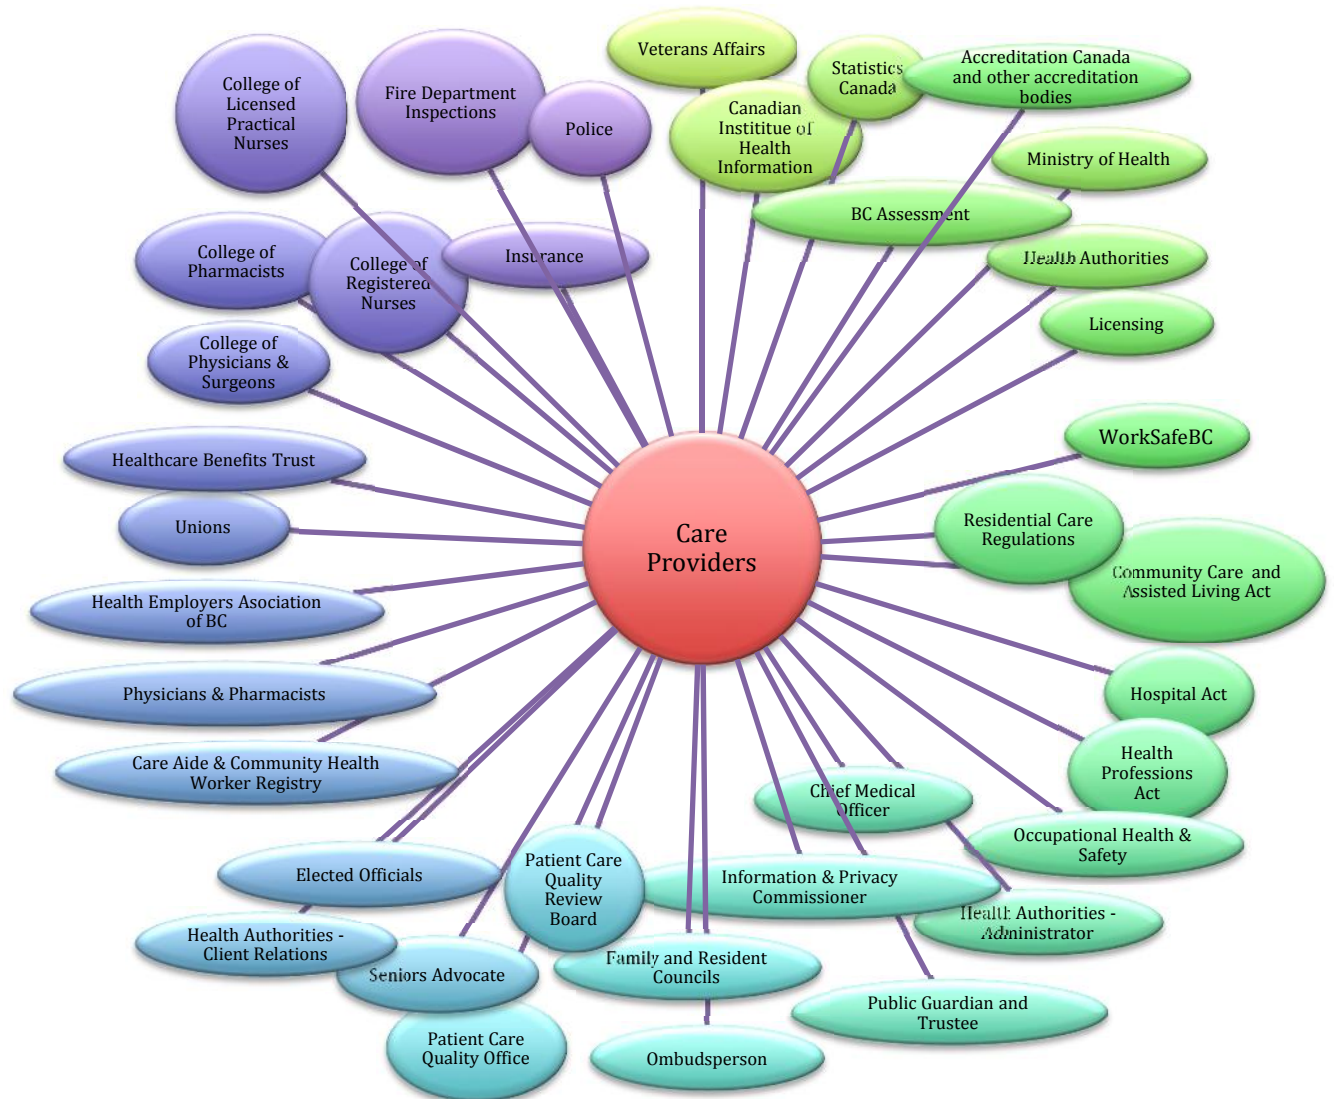 Veterans Affairs
Statistics
Canada
Accreditation Canada
and other accreditation
bodies
College of
Licensed
Practical
Nurses
Fire Department
Inspections
Police
Canadian
Instititue of
Health
Information
Ministry of Health
BC Assessment
College of
Pharmacists
College of
Registered
Nurses
Insurance
Health Authorities
Licensing
College of
Physicians &
Surgeons
WorkSafeBC
Healthcare Benefits Trust
Unions
Care
Providers
Residential Care
Regulations
Community Care and
Assisted Living Act
Health Employers Asociation
of BC
Physicians & Pharmacists
Hospital Act
Care Aide & Community Health
Worker Registry
Health
Professions
Act
Chief Medical
Officer
Occupational Health &
Safety
Elected Officials
Patient Care
Quality
Review
Board
Information & Privacy
Commissioner
Health Authorities -
Administrator
Health Authorities -
Client Relations
Seniors Advocate
Family and Resident
Councils
Public Guardian and
Trustee
Patient Care
Quality Office
Ombudsperson